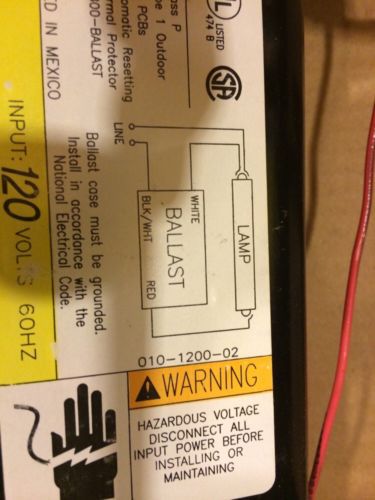 LISTED
474 B
ss P
e 1 Outdoor
PCBs
omatic Resetting
rmal Protector
00-BALLAST
IN MEXICO
INPUT: 120 VOLTS 60HZ
Ballast case must be grounded.
Install in accordance with the
National Electrical Code.
LINE
WHITE
BLK/WHT
BALLAST
RED
LAMP
010-1200-02
WARNING
HAZARDOUS VOLTAGE
DISCONNECT ALL
INPUT POWER BEFORE
INSTALLING OR
MAINTAINING